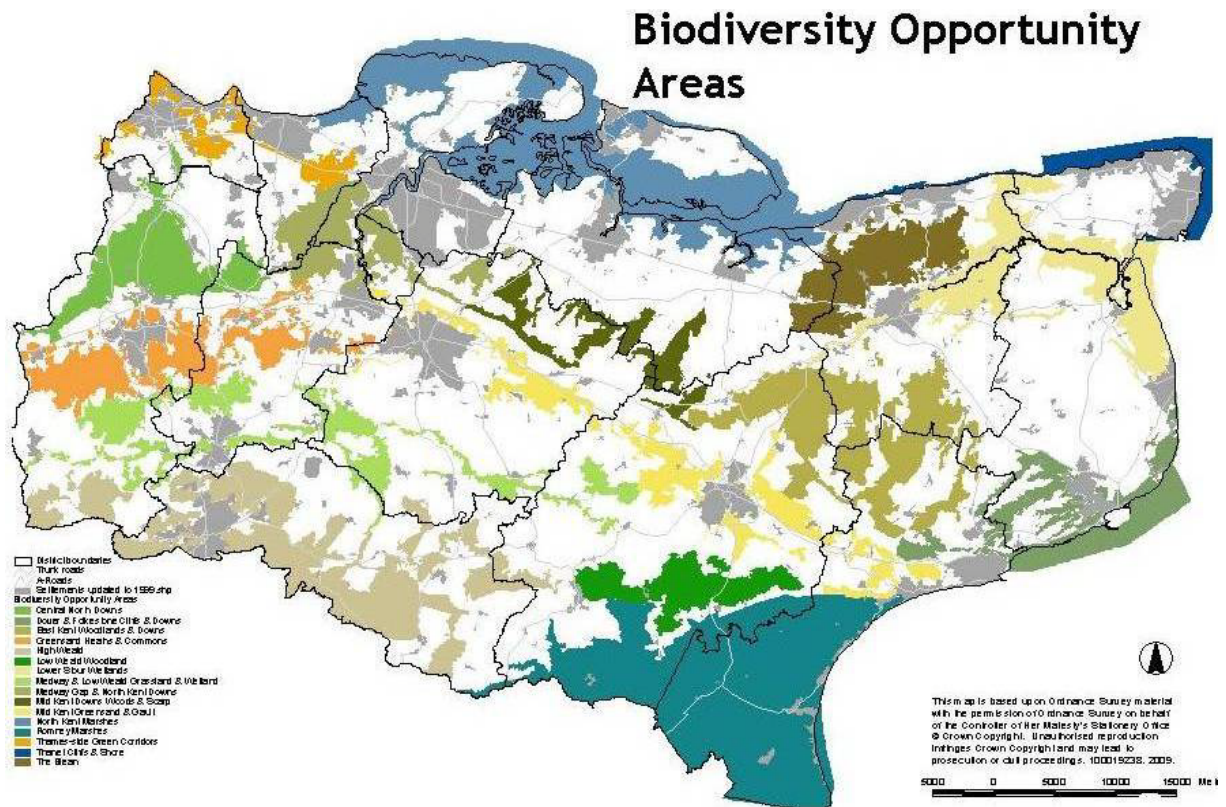 Biodiversity Opportunity
Areas
District boundaries
Trunk roads
A-Roads
Settlements updated to 1999.shp
Biodiversity Opportunity Areas
Central North Downs
Dover & Folkestone Cliffs & Downs
East Kent Woodlands & Downs
Greensand Heaths & Commons
High Weald
Low Weald Woodland
Lower Stour Wetlands
Medway & Low Weald Grassland & Wetland
Medway Gap & North Kent Downs
Mid Kent Downs Woods & Scarp
Mid Kent Greensand & Gault
North Kent Marshes
Romney Marshes
Thames-side Green Corridors
Thanet Cliffs & Shore
The Blean
This map is based upon Ordnance Survey material
with the permission of Ordnance Survey on behalf
of the Controller of Her Majesty's Stationery Office
© Crown Copyright. Unauthorised reproduction
infringes Crown Copyright and may lead to
prosecution or civil proceedings. 100019238. 2009.
5000 0 5000 10000 15000